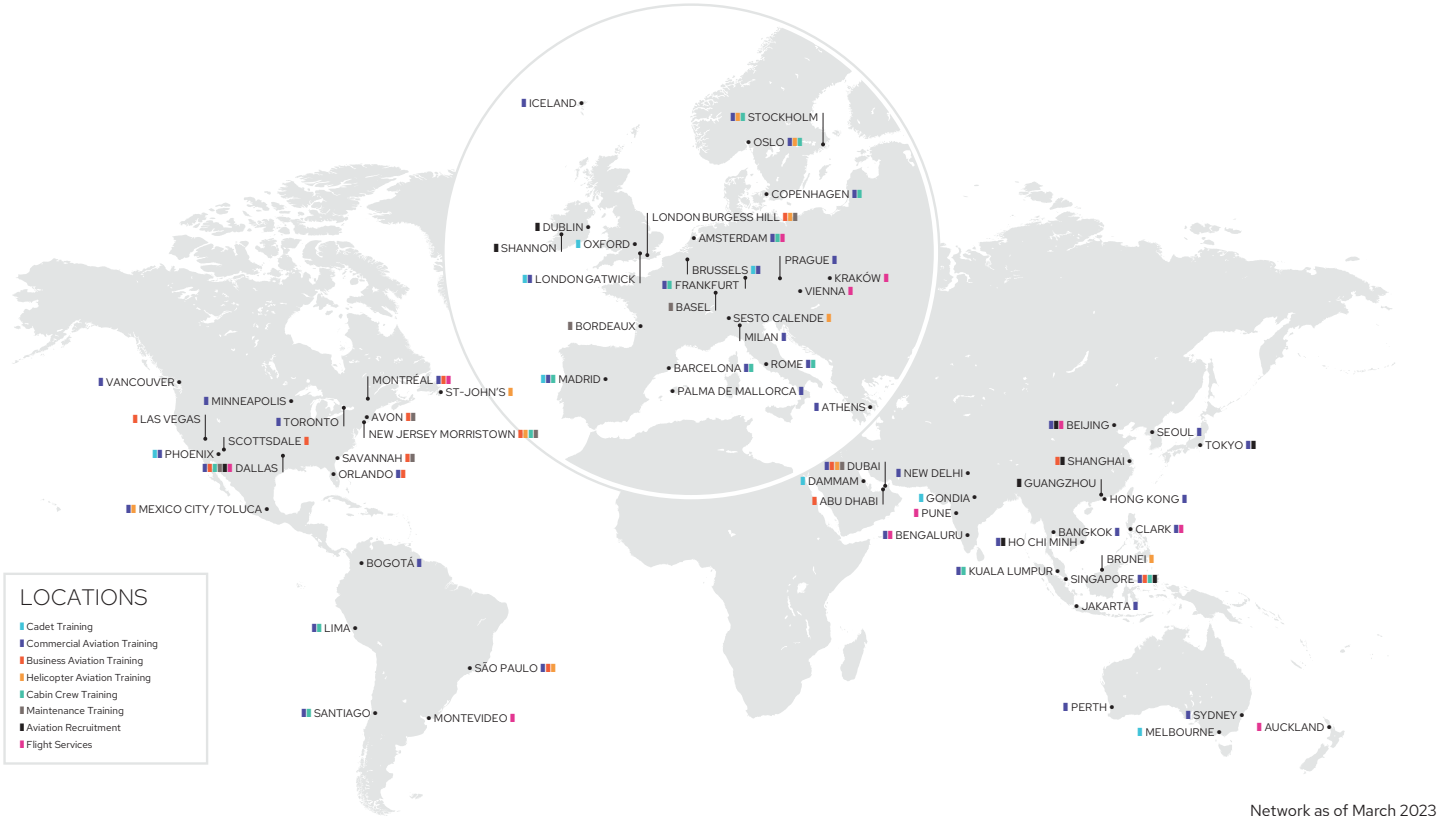 ICELAND
STOCKHOLM
OSLO
COPENHAGEN
LONDON BURGESS HILL
DUBLIN
AMSTERDAM
OXFORD
SHANNON
PRAGUE
BRUSSELS
LONDON GATWICK
KRAKÓW
FRANKFURT
VIENNA
BASEL
SESTO CALENDE
BORDEAUX
MILAN
ROME
BARCELONA
MADRID
PALMA DE MALLORCA
ATHENS
VANCOUVER
MONTRÉAL
ST-JOHN'S
MINNEAPOLIS
LAS VEGAS
TORONTO
AVON
NEW JERSEY MORRISTOWN
SCOTTSDALE
PHOENIX
SAVANNAH
DALLAS
ORLANDO
MEXICO CITY/TOLUCA
BOGOTÁ
LIMA
SÃO PAULO
SANTIAGO
MONTEVIDEO
DUBAI
DAMMAM
ABU DHABI
NEW DELHI
GONDIA
PUNE
BENGALURU
BEIJING
SEOUL
TOKYO
SHANGHAI
GUANGZHOU
HONG KONG
BANGKOK
CLARK
HO CHI MINH
BRUNEI
KUALA LUMPUR
SINGAPORE
JAKARTA
PERTH
SYDNEY
MELBOURNE
AUCKLAND
LOCATIONS
Cadet Training
Commercial Aviation Training
Business Aviation Training
Helicopter Aviation Training
Cabin Crew Training
Maintenance Training
Aviation Recruitment
Flight Services
Network as of March 2023